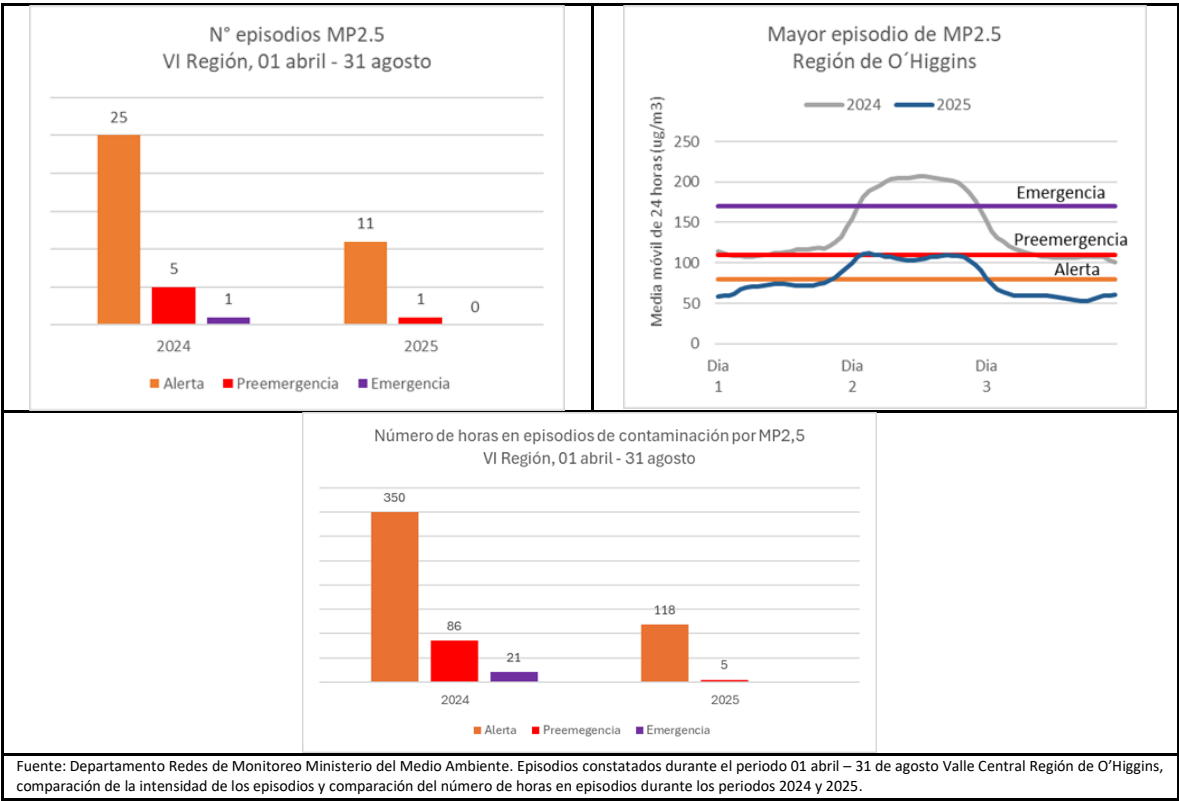 N° episodios MP2.5
VI Región, 01 abril - 31 agosto
25
5
1
11
1
0
2024
2025
Alerta
Preemergencia
Emergencia
Mayor episodio de MP2.5
Región de O´Higgins
2024
2025
Media móvil de 24 horas (ug/m3)
250
200
150
100
50
0
Emergencia
Preemergencia
Alerta
Dia
1
Dia
2
Dia
3
Número de horas en episodios de contaminación por MP2,5
VI Región, 01 abril - 31 agosto
350
86
21
118
5
2024
2025
Alerta
Preemegencia
Emergencia
Fuente: Departamento Redes de Monitoreo Ministerio del Medio Ambiente. Episodios constatados durante el periodo 01 abril – 31 de agosto Valle Central Región de O’Higgins,
comparación de la intensidad de los episodios y comparación del número de horas en episodios durante los periodos 2024 y 2025.